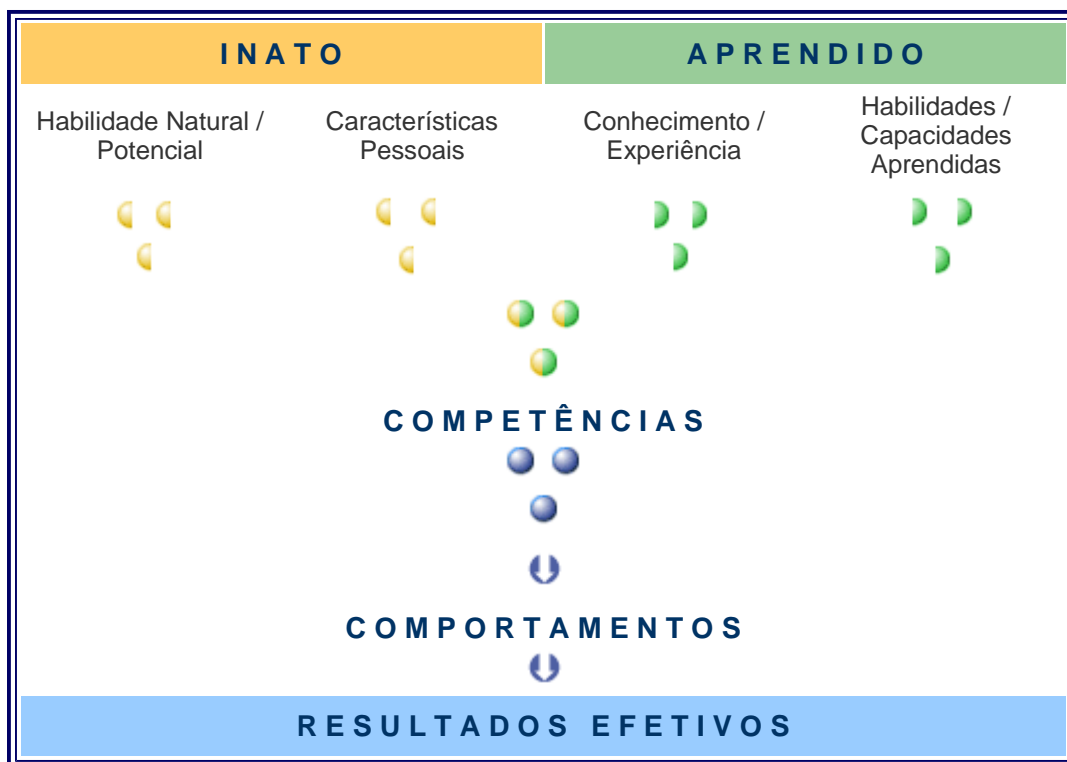 INATO
APRENDIDO
Habilidade Natural /
Potencial
Características
Pessoais
Conhecimento /
Experiência
Habilidades /
Capacidades
Aprendidas
COMPETÊNCIAS
COMPORTAMENTOS
RESULTADOS EFETIVOS